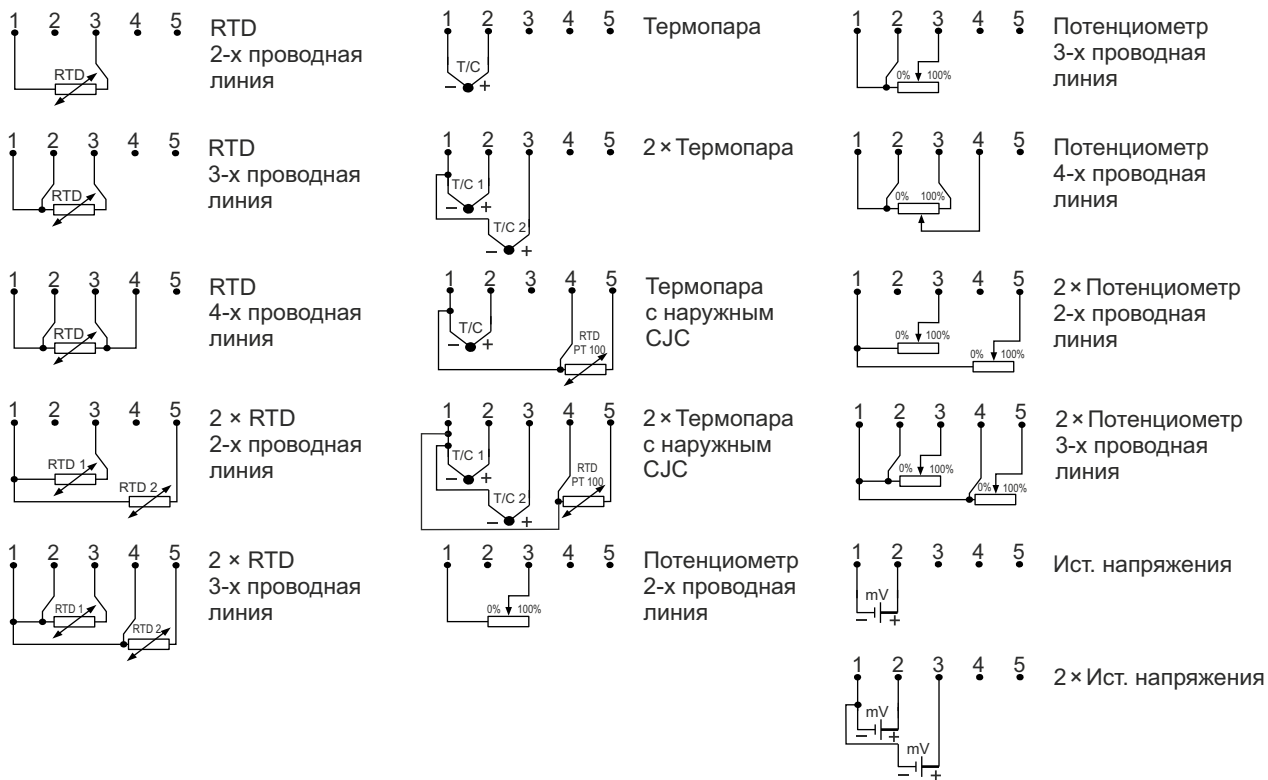 1 2 3 4 5
RTD
RTD
2-х проводная
линия
1 2 3 4 5
RTD
RTD
3-х проводная
линия
1 2 3 4 5
RTD
RTD
4-х проводная
линия
1 2 3 4 5
RTD 1
RTD 2
2 × RTD
2-х проводная
линия
1 2 3 4 5
RTD 1
RTD 2
2 × RTD
3-х проводная
линия
1 2 3 4 5
T/C
– +
Термопара
1 2 3 4 5
T/C 1
– +
T/C 2
– +
2 × Термопара
1 2 3 4 5
T/C
– +
RTD
PT 100
Термопара
с наружным
CJC
1 2 3 4 5
T/C 1
– +
T/C 2
– +
RTD
PT 100
2 × Термопара
с наружным
CJC
1 2 3 4 5
0% 100%
Потенциометр
2-х проводная
линия
1 2 3 4 5
0% 100%
Потенциометр
3-х проводная
линия
1 2 3 4 5
0% 100%
Потенциометр
4-х проводная
линия
1 2 3 4 5
0% 100%
0% 100%
2 × Потенциометр
2-х проводная
линия
1 2 3 4 5
0% 100%
0% 100%
2 × Потенциометр
3-х проводная
линия
1 2 3 4 5
mV
– +
Ист. напряжения
1 2 3 4 5
mV
– +
mV
– +
2 × Ист. напряжения